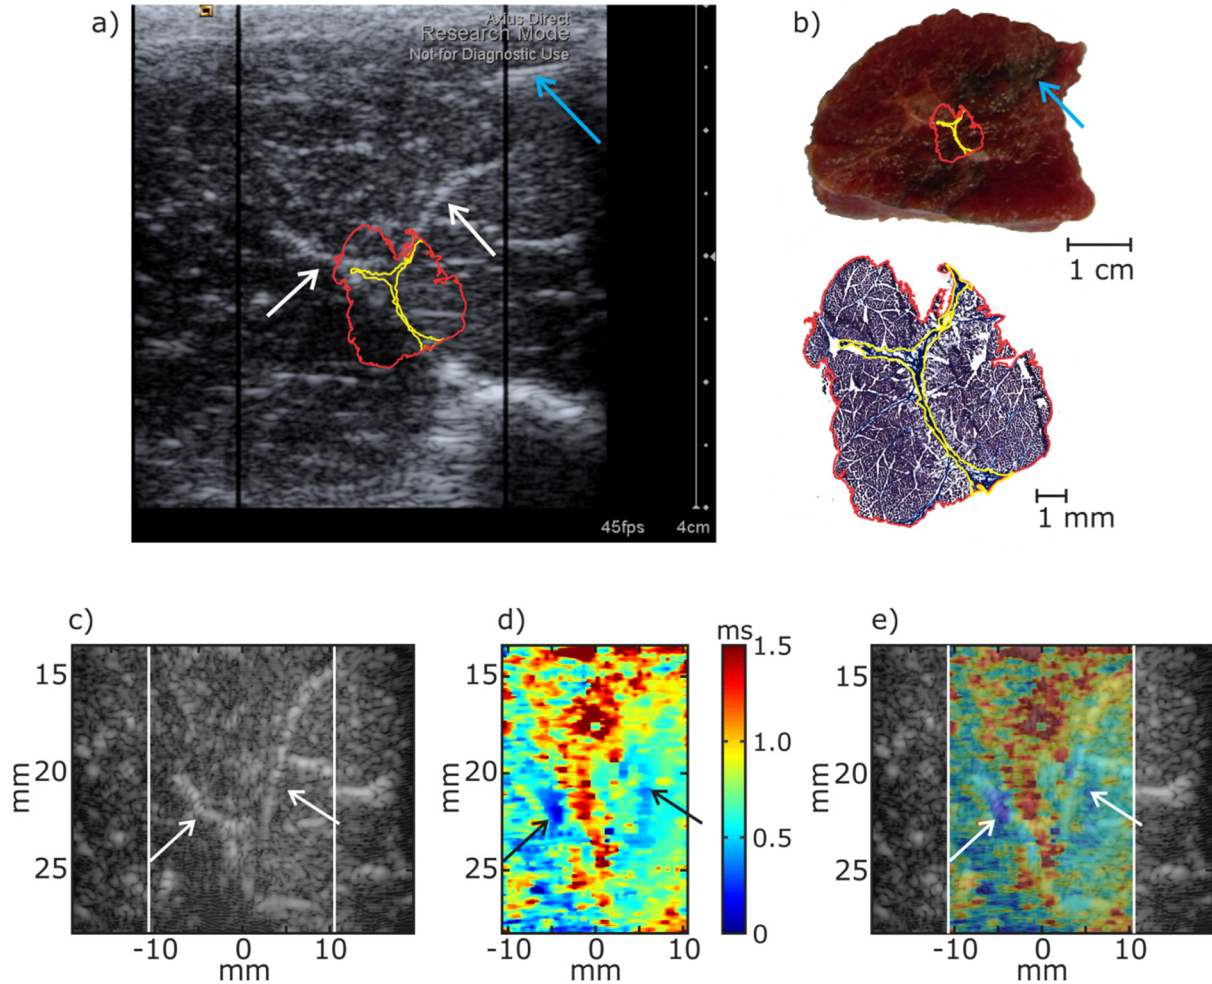 a)
Axius Direct
Research Mode
Not for Diagnostic Use
45fps 4cm
b)
1 cm
1 mm
c)
15
20
25
mm
-10 0 10
mm
d)
ms
1.5
1.0
0.5
0
15
20
25
mm
-10 0 10
mm
e)
15
20
25
mm
-10 0 10
mm